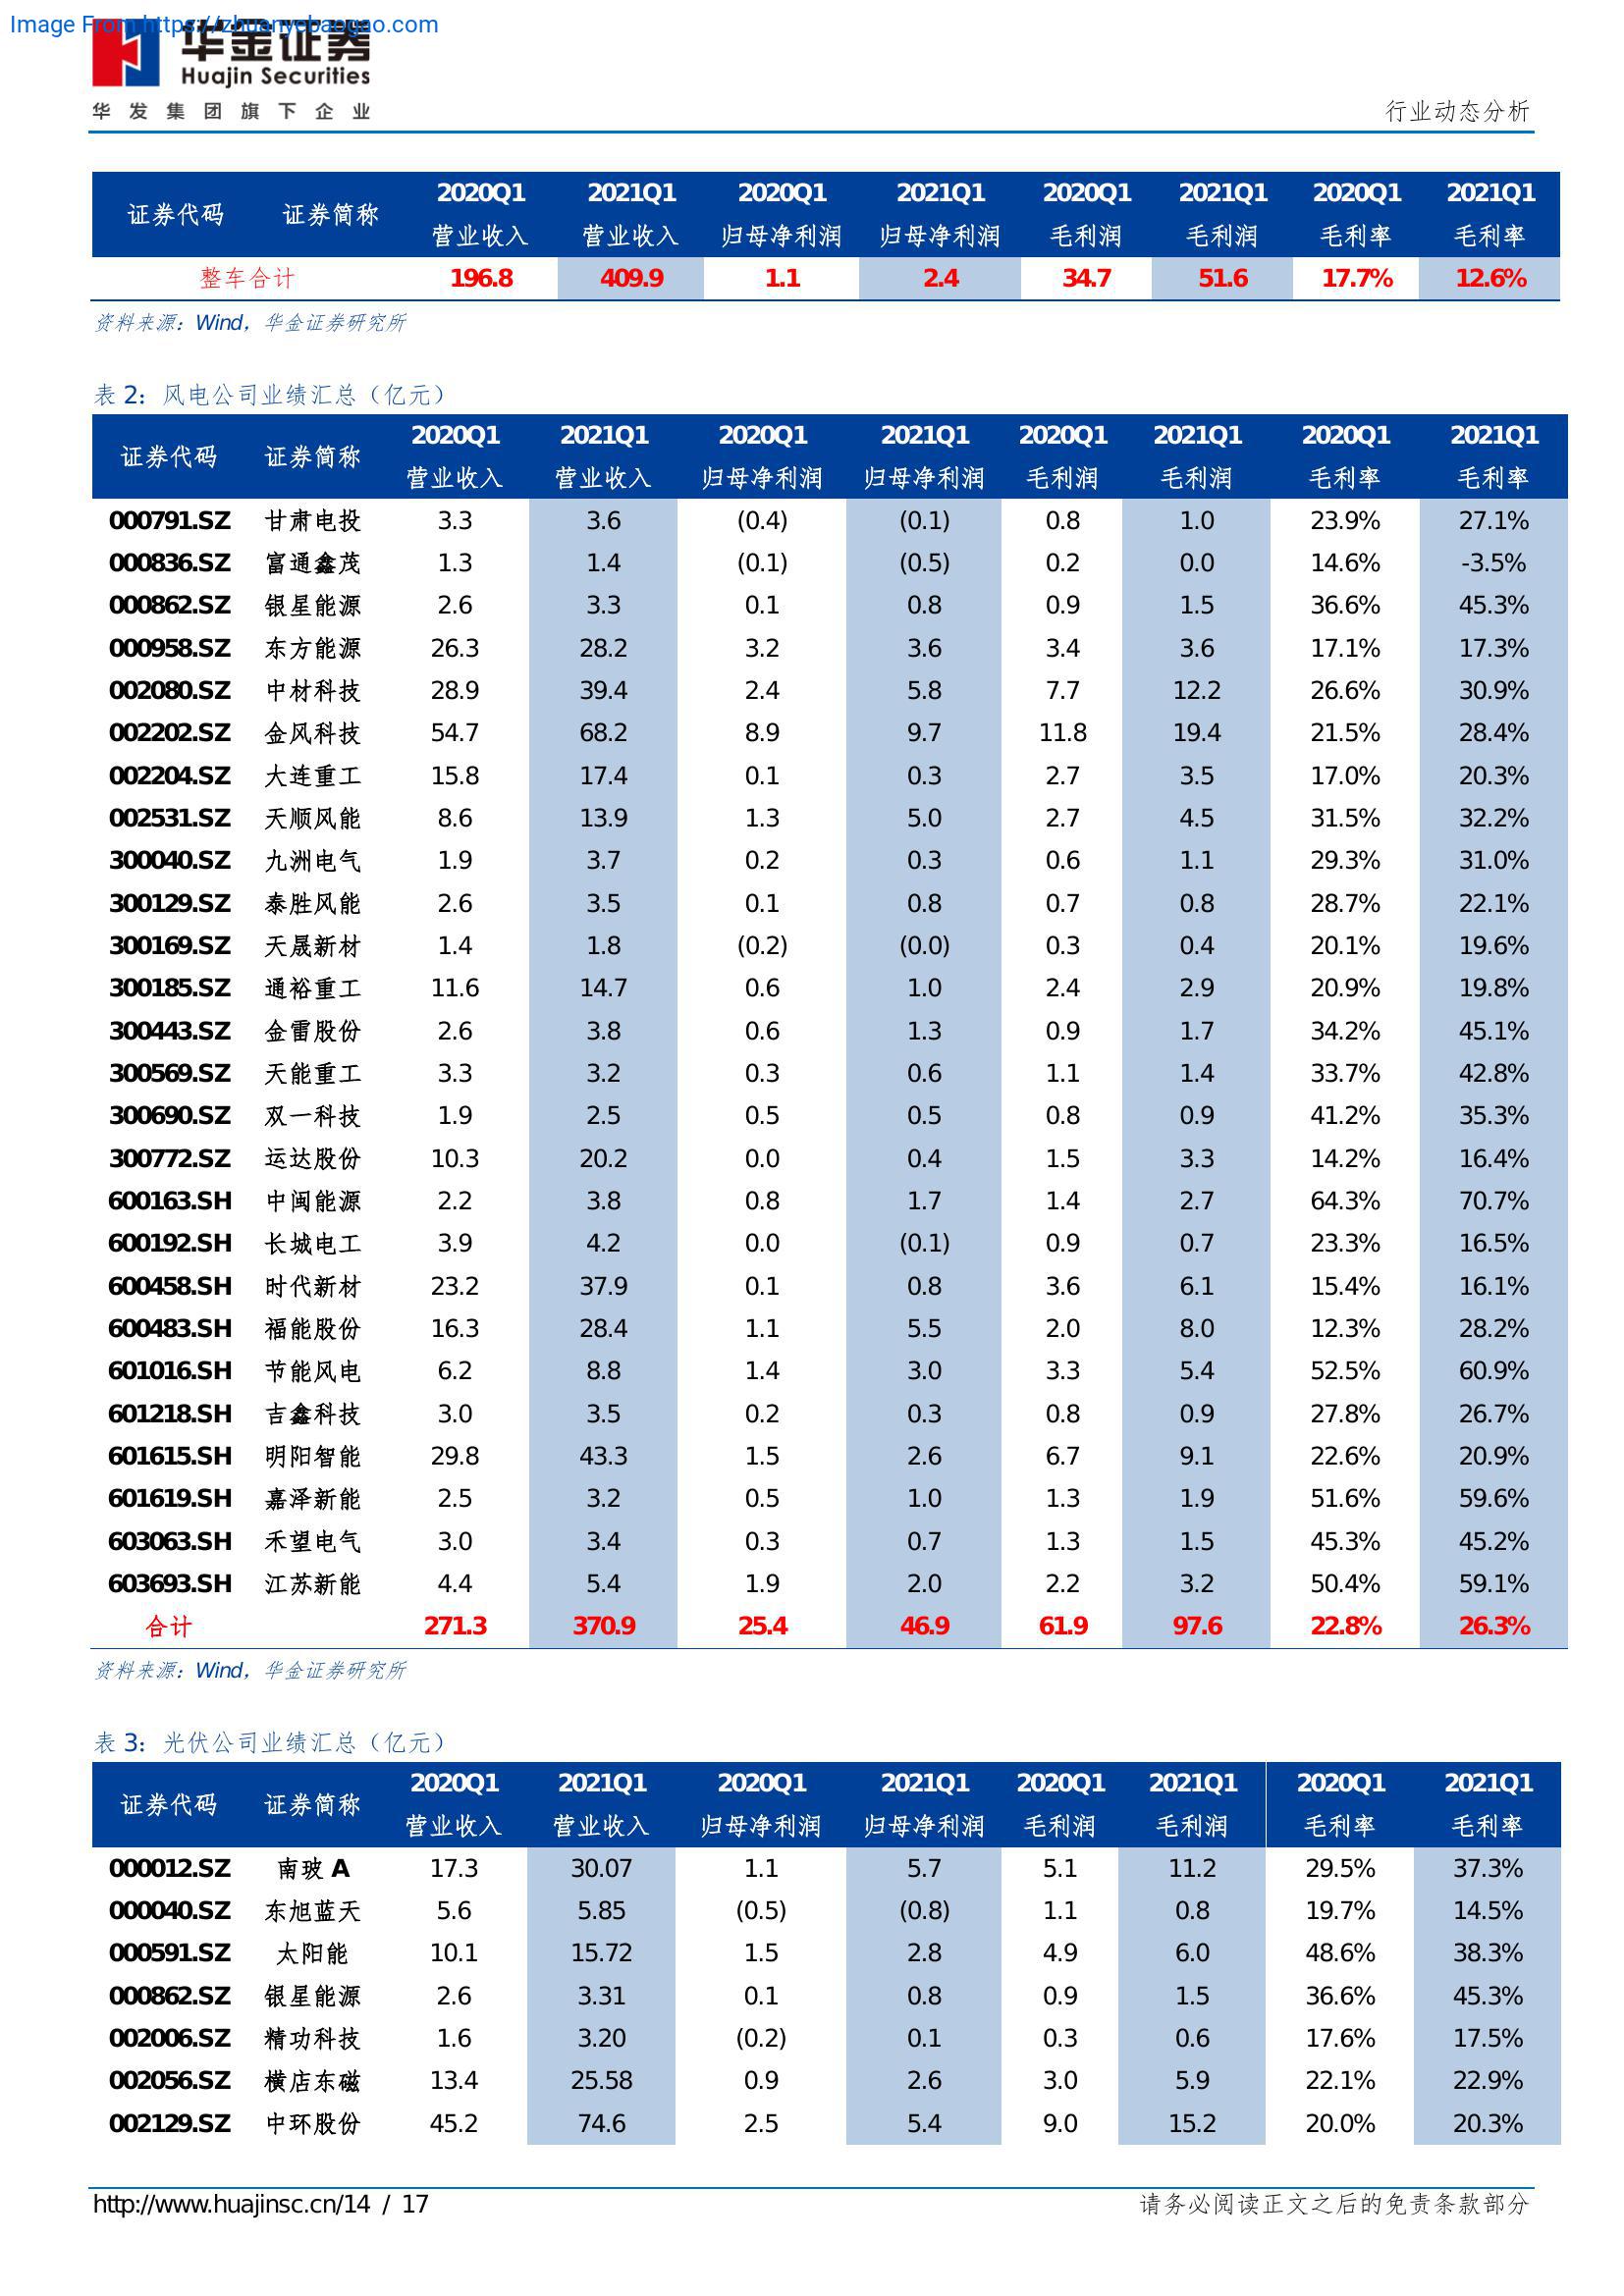 Image From https://zhuanyebaogao.com
华金证券
Huajin Securities
华发集团旗下企业
行业动态分析
证券代码 证券简称 2020Q1 2021Q1 2020Q1 2021Q1 2020Q1 2021Q1 2020Q1 2021Q1
营业收入 营业收入 归母净利润 归母净利润 毛利润 毛利润 毛利率 毛利率
整车合计 196.8 409.9 1.1 2.4 34.7 51.6 17.7% 12.6%
资料来源：Wind，华金证券研究所
表 2：风电公司业绩汇总（亿元）
证券代码 证券简称 2020Q1 2021Q1 2020Q1 2021Q1 2020Q1 2021Q1 2020Q1 2021Q1
营业收入 营业收入 归母净利润 归母净利润 毛利润 毛利润 毛利率 毛利率
000791.SZ 甘肃电投 3.3 3.6 (0.4) (0.1) 0.8 1.0 23.9% 27.1%
000836.SZ 富通鑫茂 1.3 1.4 (0.1) (0.5) 0.2 0.0 14.6% -3.5%
000862.SZ 银星能源 2.6 3.3 0.1 0.8 0.9 1.5 36.6% 45.3%
000958.SZ 东方能源 26.3 28.2 3.2 3.6 3.4 3.6 17.1% 17.3%
002080.SZ 中材科技 28.9 39.4 2.4 5.8 7.7 12.2 26.6% 30.9%
002202.SZ 金风科技 54.7 68.2 8.9 9.7 11.8 19.4 21.5% 28.4%
002204.SZ 大连重工 15.8 17.4 0.1 0.3 2.7 3.5 17.0% 20.3%
002531.SZ 天顺风能 8.6 13.9 1.3 5.0 2.7 4.5 31.5% 32.2%
300040.SZ 九洲电气 1.9 3.7 0.2 0.3 0.6 1.1 29.3% 31.0%
300129.SZ 泰胜风能 2.6 3.5 0.1 0.8 0.7 0.8 28.7% 22.1%
300169.SZ 天晟新材 1.4 1.8 (0.2) (0.0) 0.3 0.4 20.1% 19.6%
300185.SZ 通裕重工 11.6 14.7 0.6 1.0 2.4 2.9 20.9% 19.8%
300443.SZ 金雷股份 2.6 3.8 0.6 1.3 0.9 1.7 34.2% 45.1%
300569.SZ 天能重工 3.3 3.2 0.3 0.6 1.1 1.4 33.7% 42.8%
300690.SZ 双一科技 1.9 2.5 0.5 0.5 0.8 0.9 41.2% 35.3%
300772.SZ 运达股份 10.3 20.2 0.0 0.4 1.5 3.3 14.2% 16.4%
600163.SH 中闽能源 2.2 3.8 0.8 1.7 1.4 2.7 64.3% 70.7%
600192.SH 长城电工 3.9 4.2 0.0 (0.1) 0.9 0.7 23.3% 16.5%
600458.SH 时代新材 23.2 37.9 0.1 0.8 3.6 6.1 15.4% 16.1%
600483.SH 福能股份 16.3 28.4 1.1 5.5 2.0 8.0 12.3% 28.2%
601016.SH 节能风电 6.2 8.8 1.4 3.0 3.3 5.4 52.5% 60.9%
601218.SH 吉鑫科技 3.0 3.5 0.2 0.3 0.8 0.9 27.8% 26.7%
601615.SH 明阳智能 29.8 43.3 1.5 2.6 6.7 9.1 22.6% 20.9%
601619.SH 嘉泽新能 2.5 3.2 0.5 1.0 1.3 1.9 51.6% 59.6%
603063.SH 禾望电气 3.0 3.4 0.3 0.7 1.3 1.5 45.3% 45.2%
603693.SH 江苏新能 4.4 5.4 1.9 2.0 2.2 3.2 50.4% 59.1%
合计 271.3 370.9 25.4 46.9 61.9 97.6 22.8% 26.3%
资料来源：Wind，华金证券研究所
表 3：光伏公司业绩汇总（亿元）
证券代码 证券简称 2020Q1 2021Q1 2020Q1 2021Q1 2020Q1 2021Q1 2020Q1 2021Q1
营业收入 营业收入 归母净利润 归母净利润 毛利润 毛利润 毛利率 毛利率
000012.SZ 南玻 A 17.3 30.07 1.1 5.7 5.1 11.2 29.5% 37.3%
000040.SZ 东旭蓝天 5.6 5.85 (0.5) (0.8) 1.1 0.8 19.7% 14.5%
000591.SZ 太阳能 10.1 15.72 1.5 2.8 4.9 6.0 48.6% 38.3%
000862.SZ 银星能源 2.6 3.31 0.1 0.8 0.9 1.5 36.6% 45.3%
002006.SZ 精功科技 1.6 3.20 (0.2) 0.1 0.3 0.6 17.6% 17.5%
002056.SZ 横店东磁 13.4 25.58 0.9 2.6 3.0 5.9 22.1% 22.9%
002129.SZ 中环股份 45.2 74.6 2.5 5.4 9.0 15.2 20.0% 20.3%
http://www.huajinsc.cn/14 / 17
请务必阅读正文之后的免责条款部分